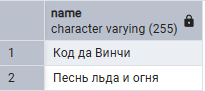 name
character varying (255)
1 Код да Винчи
2 Песнь льда и огня